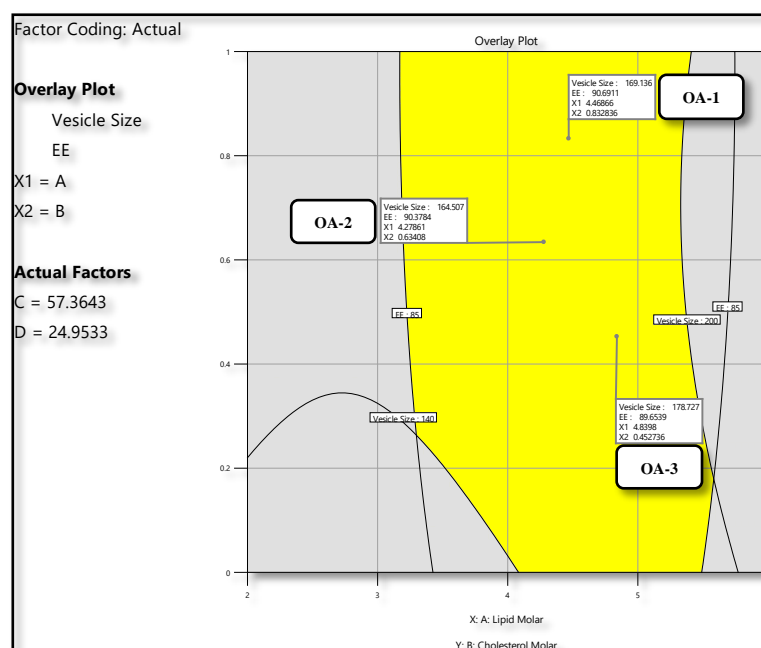 Factor Coding: Actual
Overlay Plot
Overlay Plot
Vesicle Size
EE
X1 = A
X2 = B
Actual Factors
C = 57.3643
D = 24.9533
1
0.8
0.6
0.4
0.2
0
2
3
4
5
X: A: Lipid Molar
Y: B: Cholesterol Molar
Vesicle Size : 169.136
EE : 90.6911
X1 4.46866
X2 0.832836
OA-1
OA-2
Vesicle Size : 164.507
EE : 90.3784
X1 4.27861
X2 0.63408
EE : 85
EE : 85
Vesicle Size : 200
Vesicle Size : 140
Vesicle Size : 178.727
EE : 89.6539
X1 4.8398
X2 0.452736
OA-3